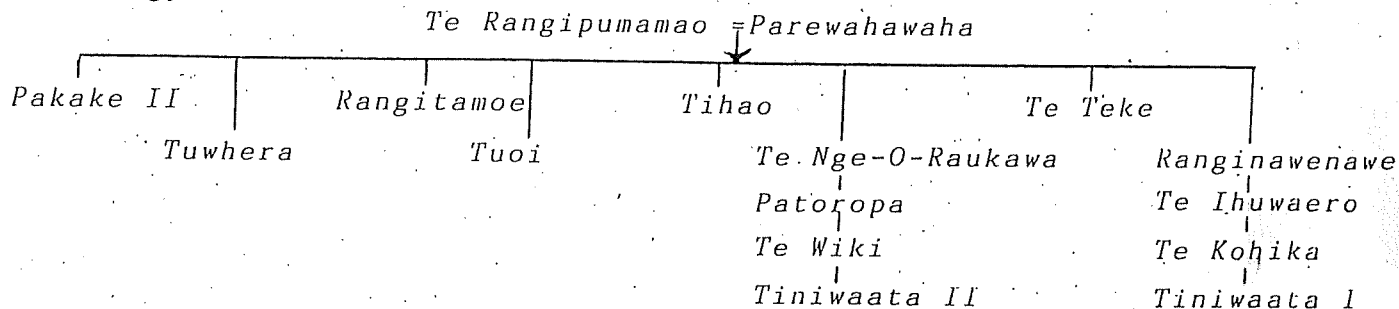 Te Rangipumamao =Parewahawaha
Pakake II Rangitamoe Tihao Te Teke
Tuwhera Tuoi Te Nge-O-Raukawa Ranginawenawe
Patoropa Te Ihuwaero
Te Wiki Te Kohika
Tiniwaata II Tiniwaata I